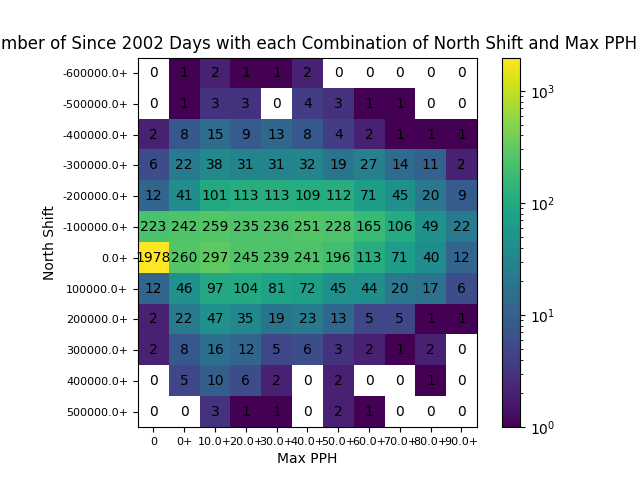 mber of Since 2002 Days with each Combination of North Shift and Max PPH
-600000.0+ 0 1 2 1 1 2 0 0 0 0 0
-500000.0+ 0 1 3 3 0 4 3 1 1 0 0
-400000.0+ 2 8 15 9 13 8 4 2 1 1 1
-300000.0+ 6 22 38 31 31 32 19 27 14 11 2
-200000.0+ 12 41 101 113 113 109 112 71 45 20 9
-100000.0+ 223 242 259 235 236 251 228 165 106 49 22
0.0+ 1978 260 297 245 239 241 196 113 71 40 12
100000.0+ 12 46 97 104 81 72 45 44 20 17 6
200000.0+ 2 22 47 35 19 23 13 5 5 1 1
300000.0+ 2 8 16 12 5 6 3 2 1 2 0
400000.0+ 0 5 10 6 2 0 2 0 0 1 0
500000.0+ 0 0 3 1 1 0 2 1 0 0 0
0 0+ 10.0+ 20.0+ 30.0+ 40.0+ 50.0+ 60.0+ 70.0+ 80.0+ 90.0+
Max PPH
North Shift
10³
10²
10¹
10⁰